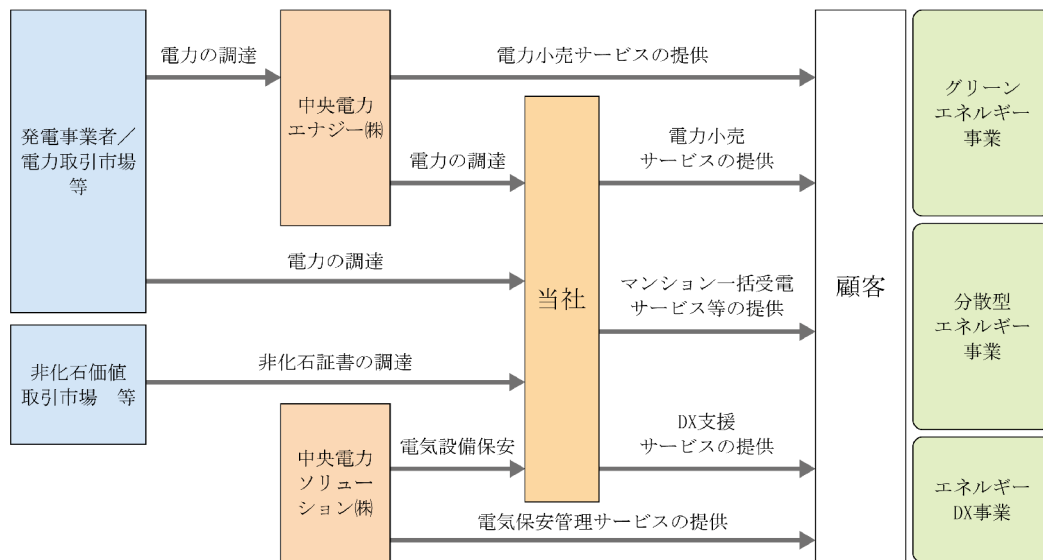 電力の調達
電力小売サービスの提供
発電事業者／
電力取引市場
等
中央電力
エナジー㈱
電力の調達
電力小売
サービスの提供
電力の調達
当社
マンション一括受電
サービス等の提供
顧客
非化石価値
取引市場　等
非化石証書の調達
中央電力
ソリュー
ション㈱
電気設備保安
DX支援
サービスの提供
電気保安管理サービスの提供
グリーン
エネルギー
事業
分散型
エネルギー
事業
エネルギー
DX事業